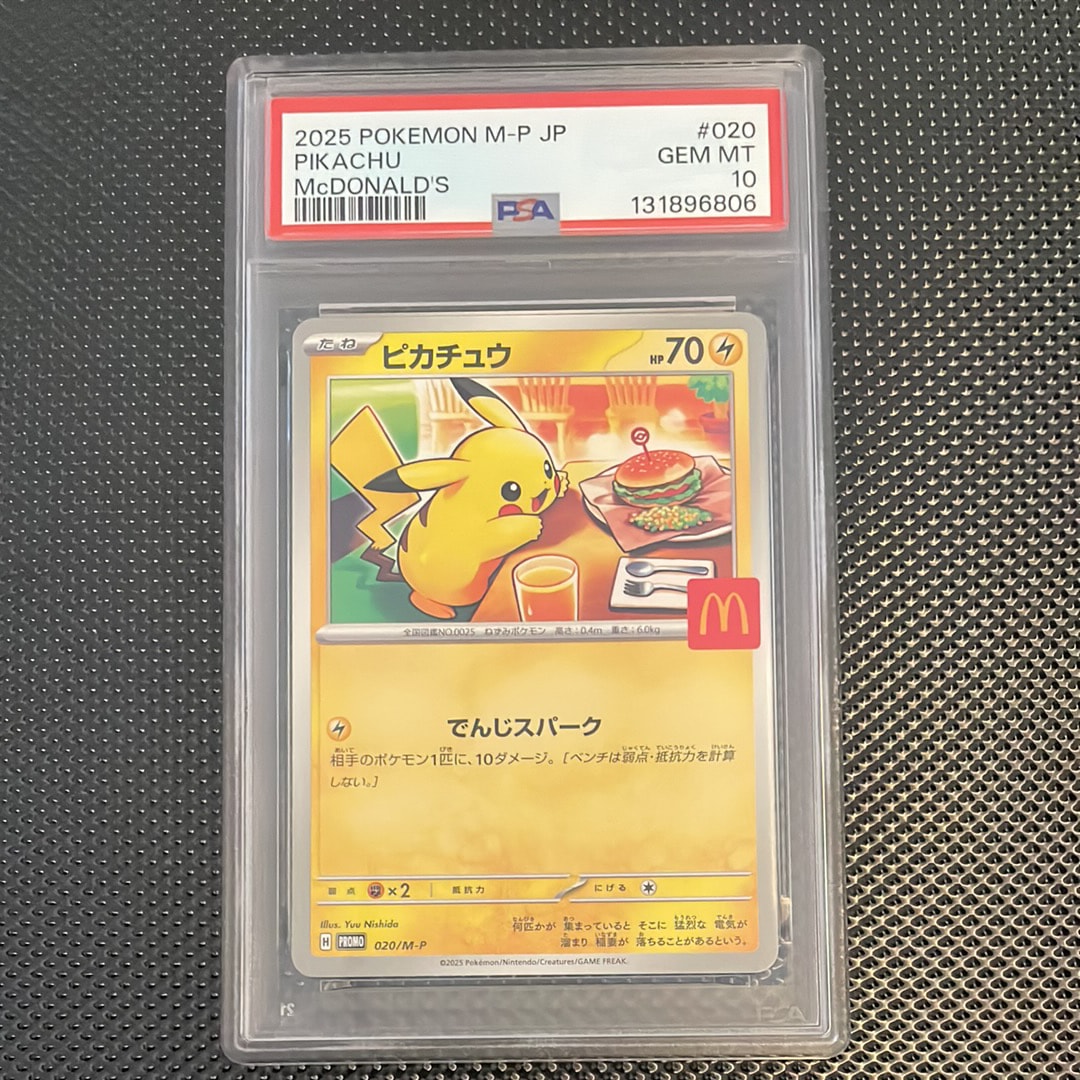 2025 POKEMON M-P JP
#020
PIKACHU
GEM MT
McDONALD'S
10
PSA
131896806
たね
ピカチュウ
HP 70
M
全国図鑑NO.0025 ねずみポケモン 高さ:0.4m 重さ:6.0kg
でんじスパーク
相手のポケモン1匹に、10ダメージ。[ベンチは弱点・抵抗力を計算
しない。]
弱点 ×2 抵抗力 にげる
Illus. Yuu Nishida
何匹かが 集まっていると そこに 猛烈な 電気が
溜まり 稲妻が 落ちることがあるという。
H PROMO 020/M-P
©2025 Pokémon/Nintendo/Creatures/GAME FREAK.